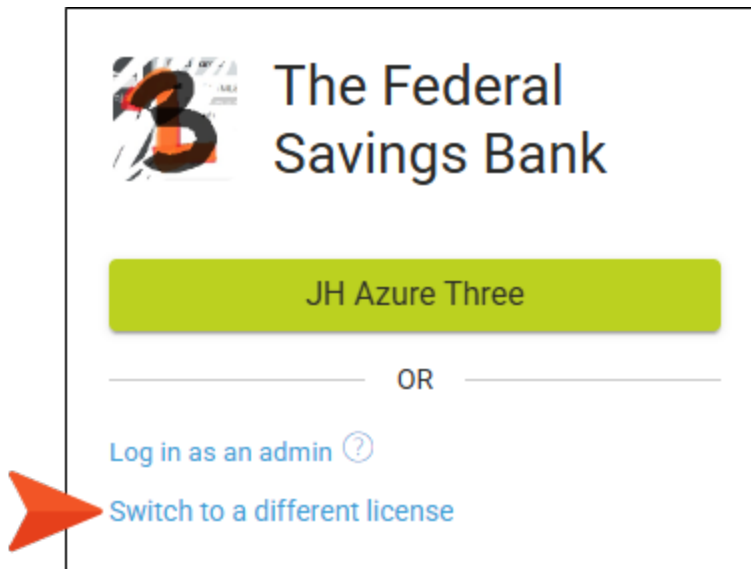 The Federal
Savings Bank
JH Azure Three
OR
Log in as an admin ?
Switch to a different license